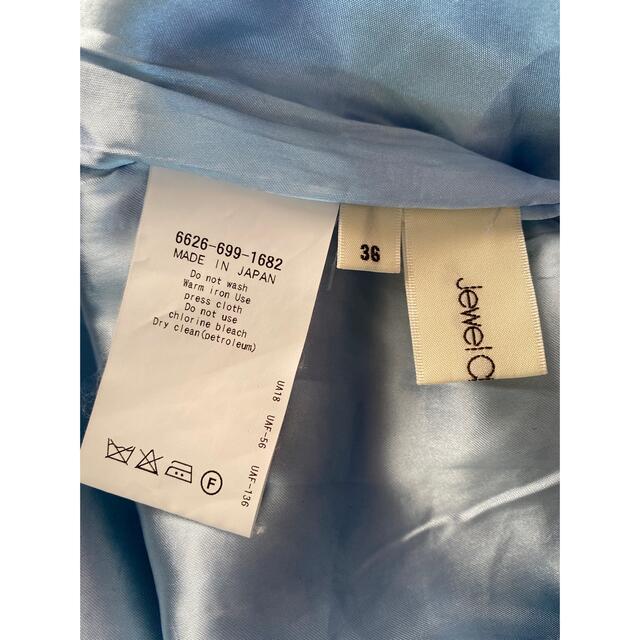 6626-699-1682
MADE IN JAPAN
Do not wash
Warm iron Use
press cloth
Do not use
chlorine bleach
Dry clean(petroleum)
UA18 UAF-56 UAF-136
F
36
Jewel